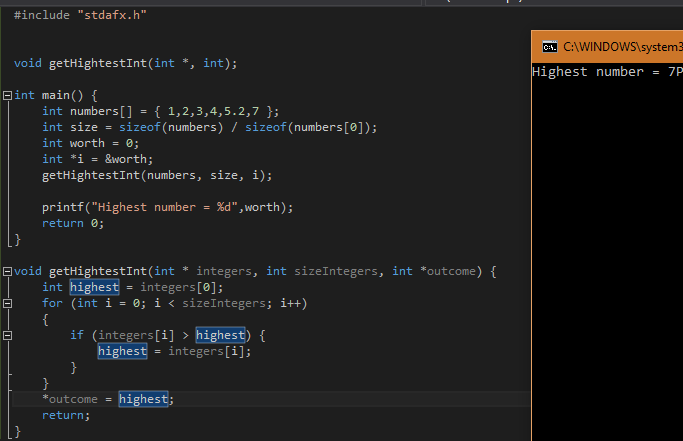 #include "stdafx.h"
void getHightestInt(int *, int);
int main() {
int numbers[] = { 1,2,3,4,5.2,7 };
int size = sizeof(numbers) / sizeof(numbers[0]);
int worth = 0;
int *i = &worth;
getHightestInt(numbers, size, i);
printf("Highest number = %d",worth);
return 0;
}
void getHightestInt(int * integers, int sizeIntegers, int *outcome) {
int highest = integers[0];
for (int i = 0; i < sizeIntegers; i++)
{
if (integers[i] > highest) {
highest = integers[i];
}
}
*outcome = highest;
return;
}
C:\WINDOWS\system3
Highest number = 7P